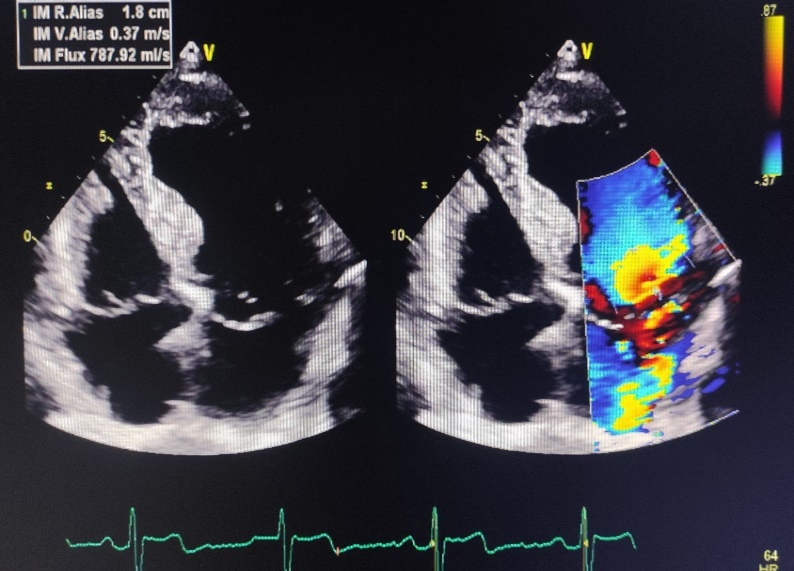 1 IM R.Alias 1.8 cm
IM V.Alias 0.37 m/s
IM Flux 787.92 ml/s
V
V
.87
-.37
5
5
0
10
64
HR